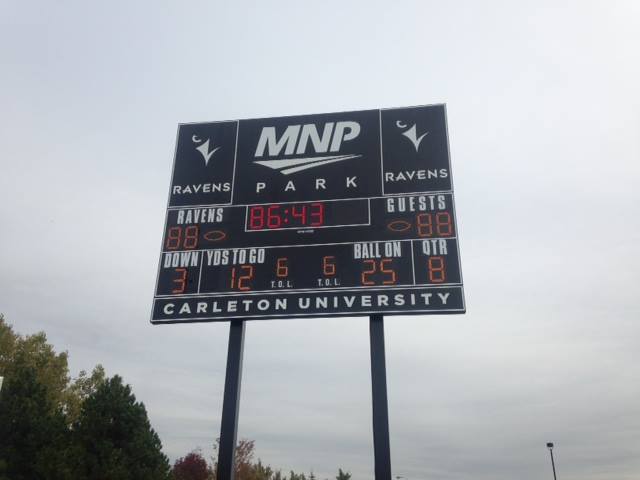 MNP
PARK
RAVENS
RAVENS
RAVENS
86:43
GUESTS
88
88
DOWN
YDS TO GO
BALL ON
QTR
3
12
6
6
25
8
T.O.L.
T.O.L.
CARLETON UNIVERSITY